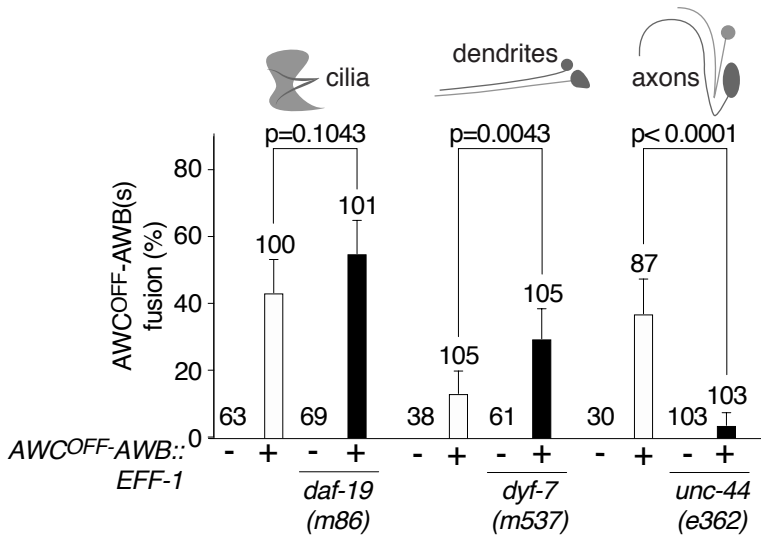 cilia
dendrites
axons
p=0.1043
p=0.0043
p< 0.0001
AWCOFF-AWB(s)
fusion (%)
80
60
40
20
0
63
100
69
101
38
105
61
105
30
87
103
103
AWCOFF-AWB::
EFF-1
- + - + - + - + - + - +
daf-19
(m86)
dyf-7
(m537)
unc-44
(e362)